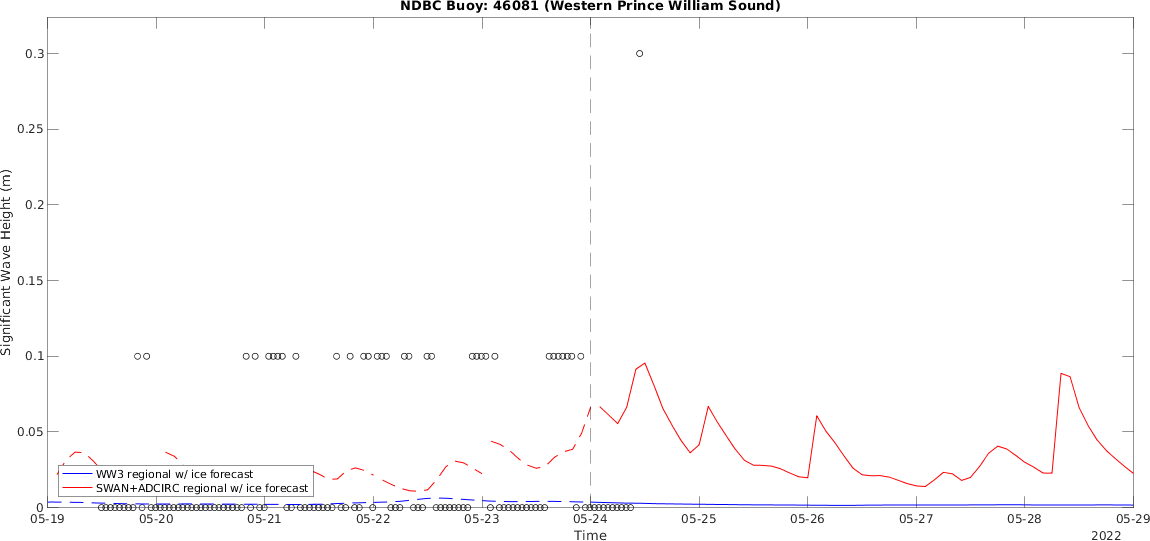 NDBC Buoy: 46081 (Western Prince William Sound)
0.3
0.25
0.2
0.15
0.1
0.05
0
Significant Wave Height (m)
WW3 regional w/ ice forecast
SWAN+ADCIRC regional w/ ice forecast
05-19 05-20 05-21 05-22 05-23 05-24 05-25 05-26 05-27 05-28 05-29
Time
2022